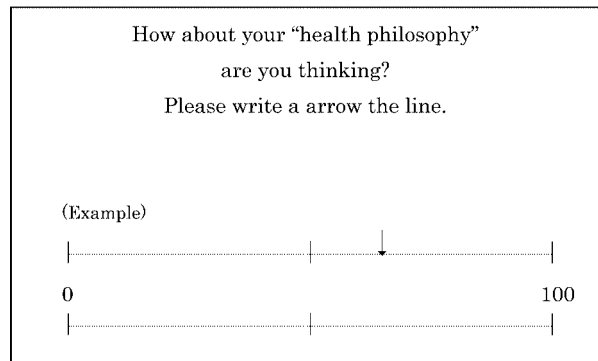 How about your “health philosophy”
are you thinking?
Please write a arrow the line.
(Example)
0 100